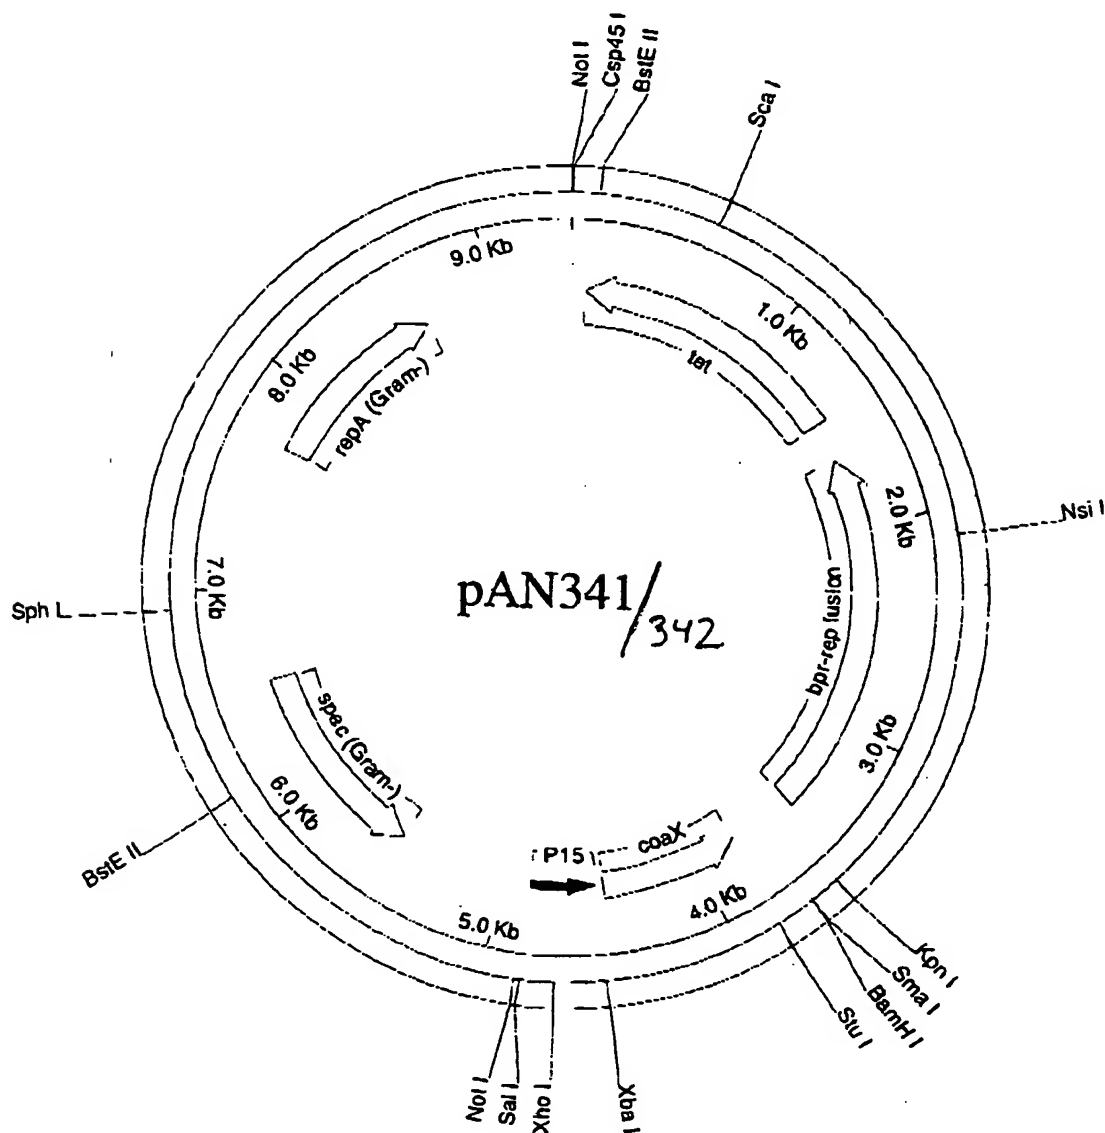 Not I
Csp45 I
BstE II
Sca I
9.0 Kb
1.0 Kb
tet
8.0 Kb
repA (Gram-)
2.0 Kb
Nsi I
7.0 Kb
Sph L
pAN341/342
bpr-rep fusion
spec (Gram-)
3.0 Kb
6.0 Kb
BstE II
P15
coaX
4.0 Kb
5.0 Kb
Kpn I
Sma I
BamH I
Stu I
Not I
Sal I
Xho I
Xba I